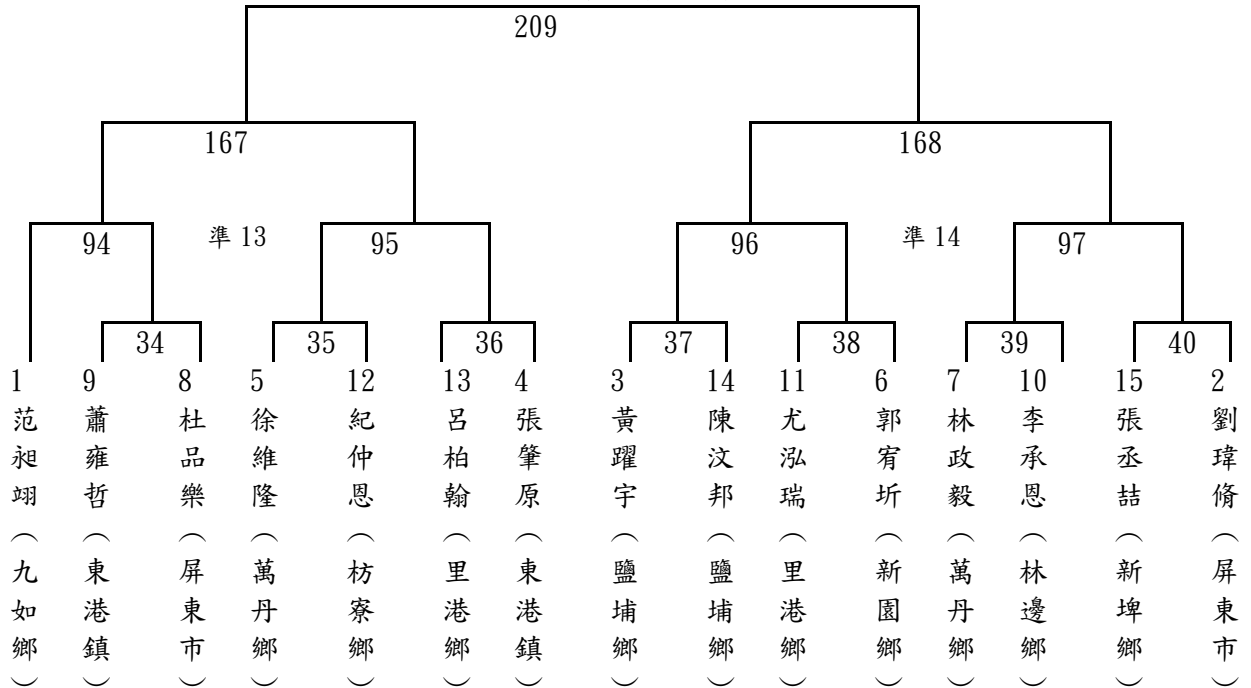 209
167
168
94
準 13
95
96
準 14
97
34
35
36
37
38
39
40
1
范昶翊（九如鄉）
9
蕭雍哲（東港鎮）
8
杜品樂（屏東市）
5
徐維隆（萬丹鄉）
12
紀仲恩（枋寮鄉）
13
呂柏翰（里港鄉）
4
張肇原（東港鎮）
3
黃躍宇（鹽埔鄉）
14
陳汶邦（鹽埔鄉）
11
尤泓瑞（里港鄉）
6
郭宥圻（新園鄉）
7
林政毅（萬丹鄉）
10
李承恩（林邊鄉）
15
張丞喆（新埤鄉）
2
劉瑋脩（屏東市）